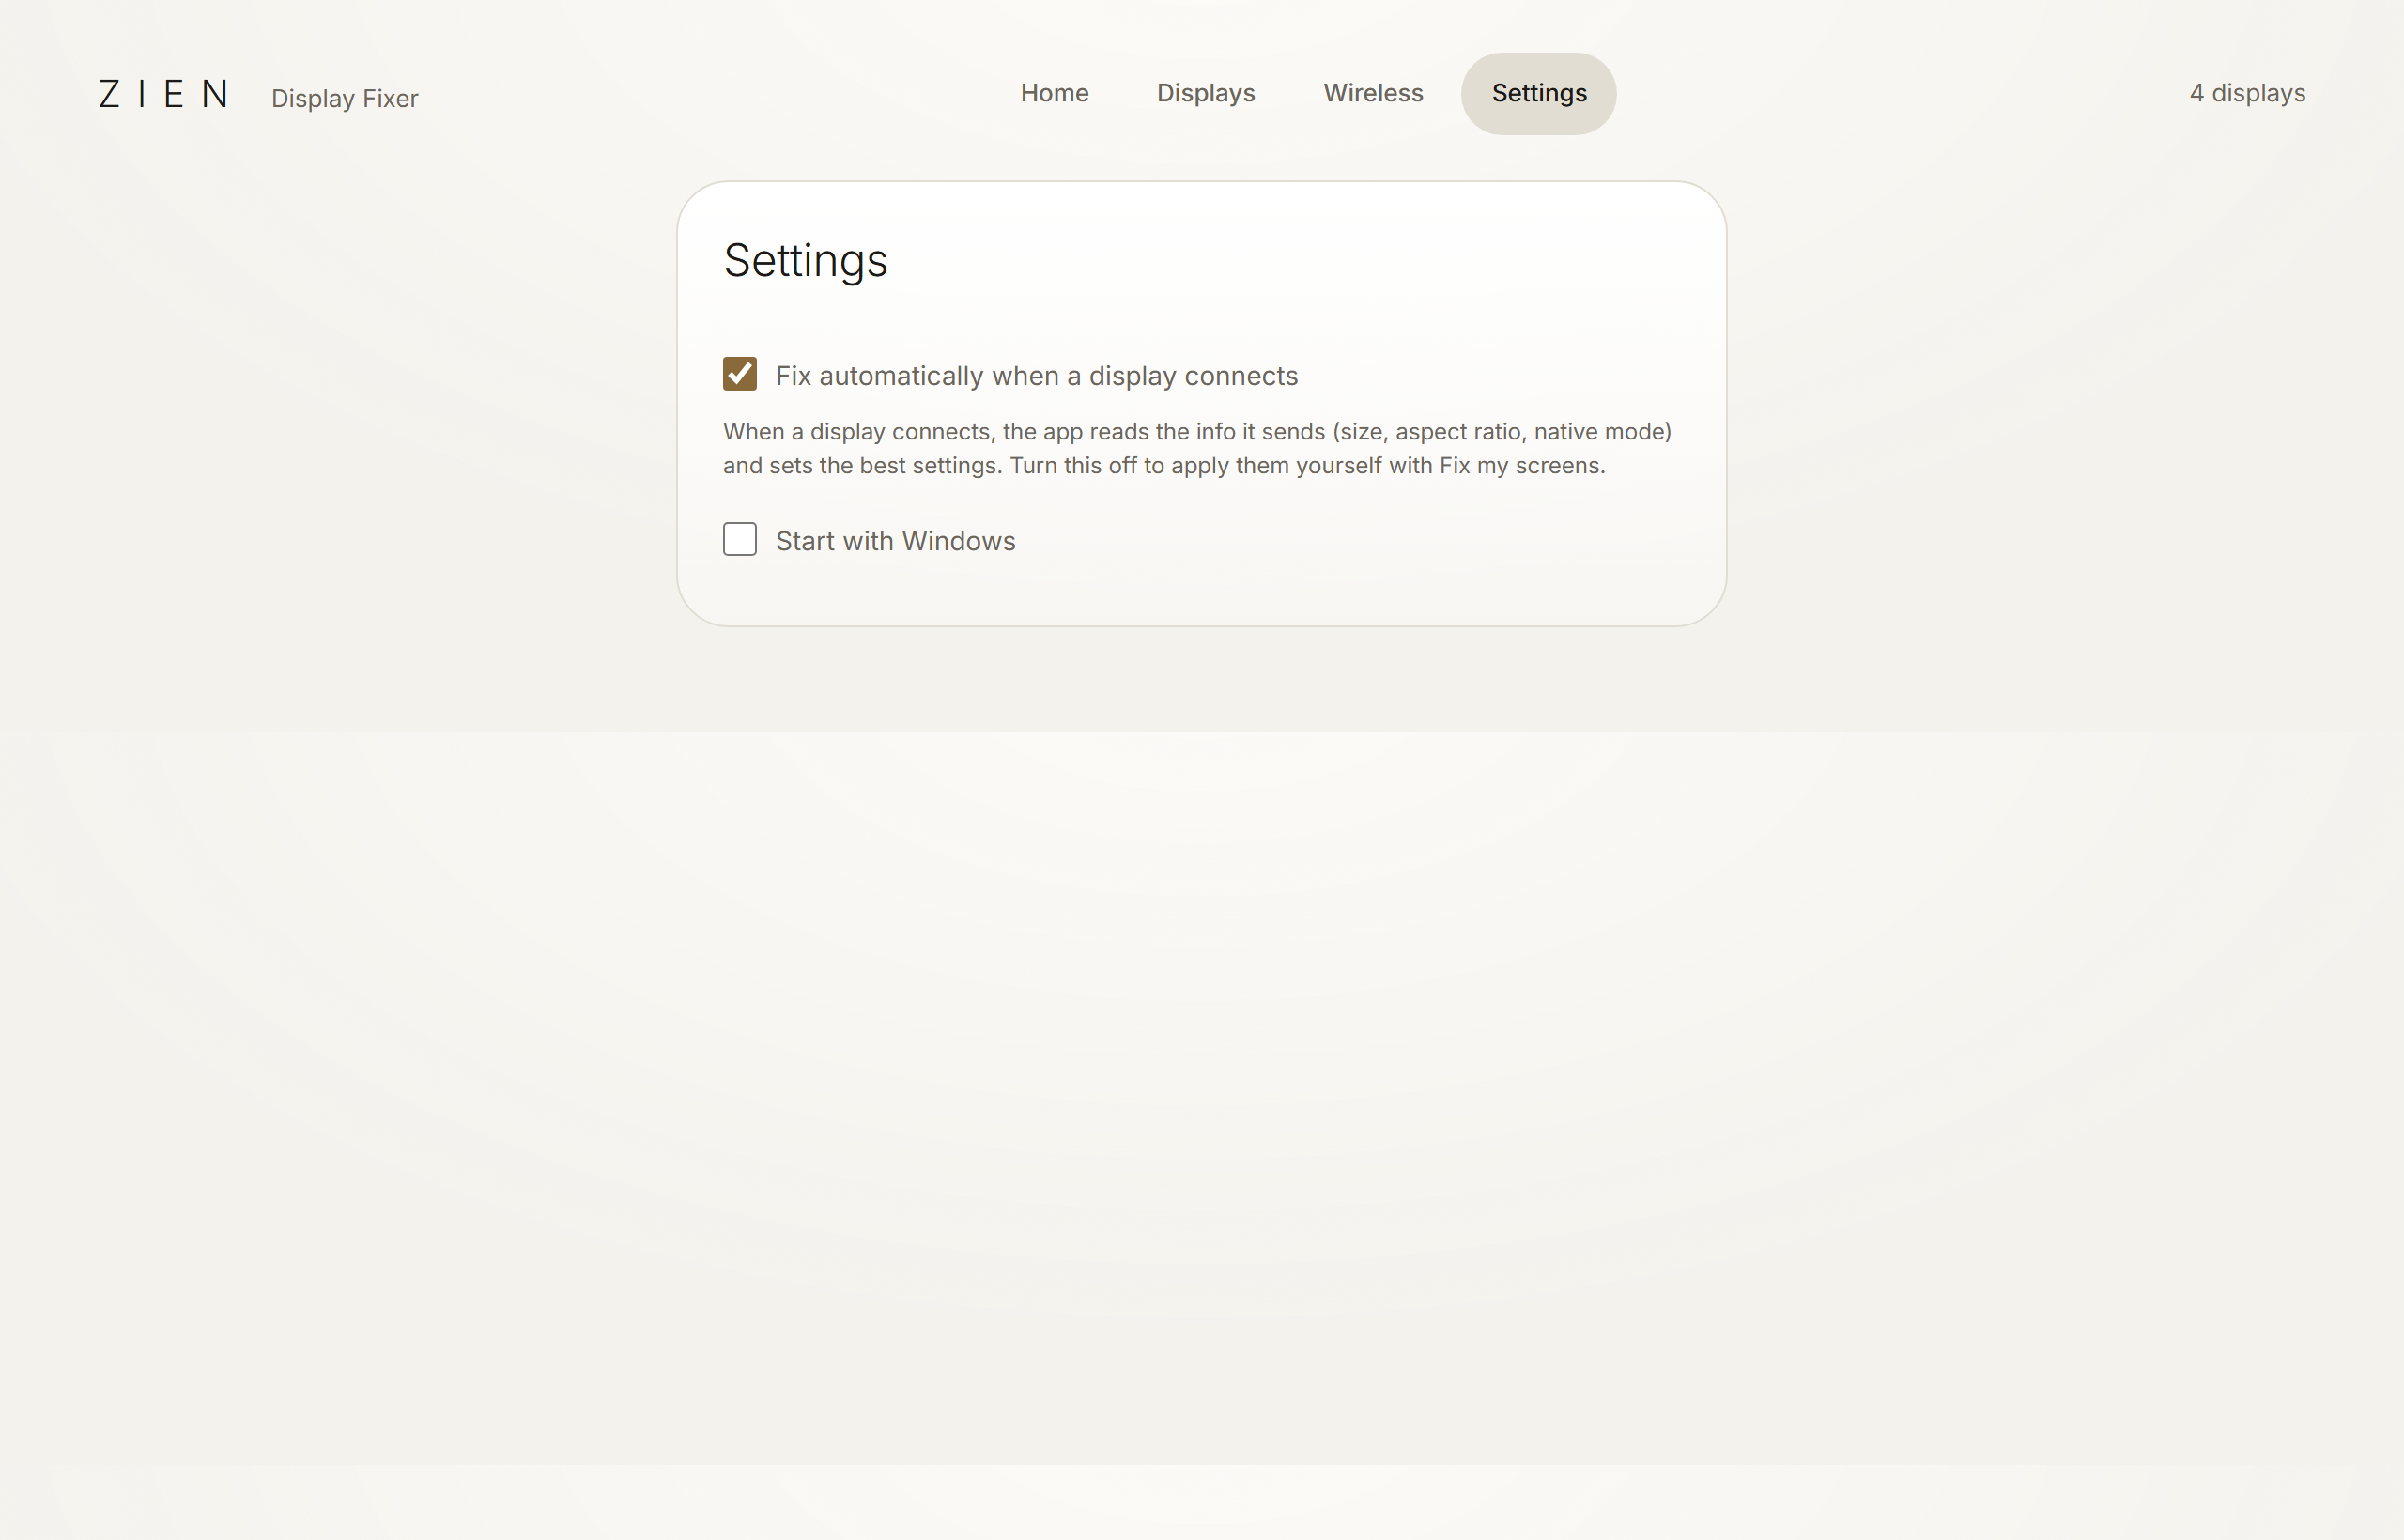 ZIEN Display Fixer
Home Displays Wireless Settings
4 displays
Settings
Fix automatically when a display connects
When a display connects, the app reads the info it sends (size, aspect ratio, native mode)
and sets the best settings. Turn this off to apply them yourself with Fix my screens.
Start with Windows